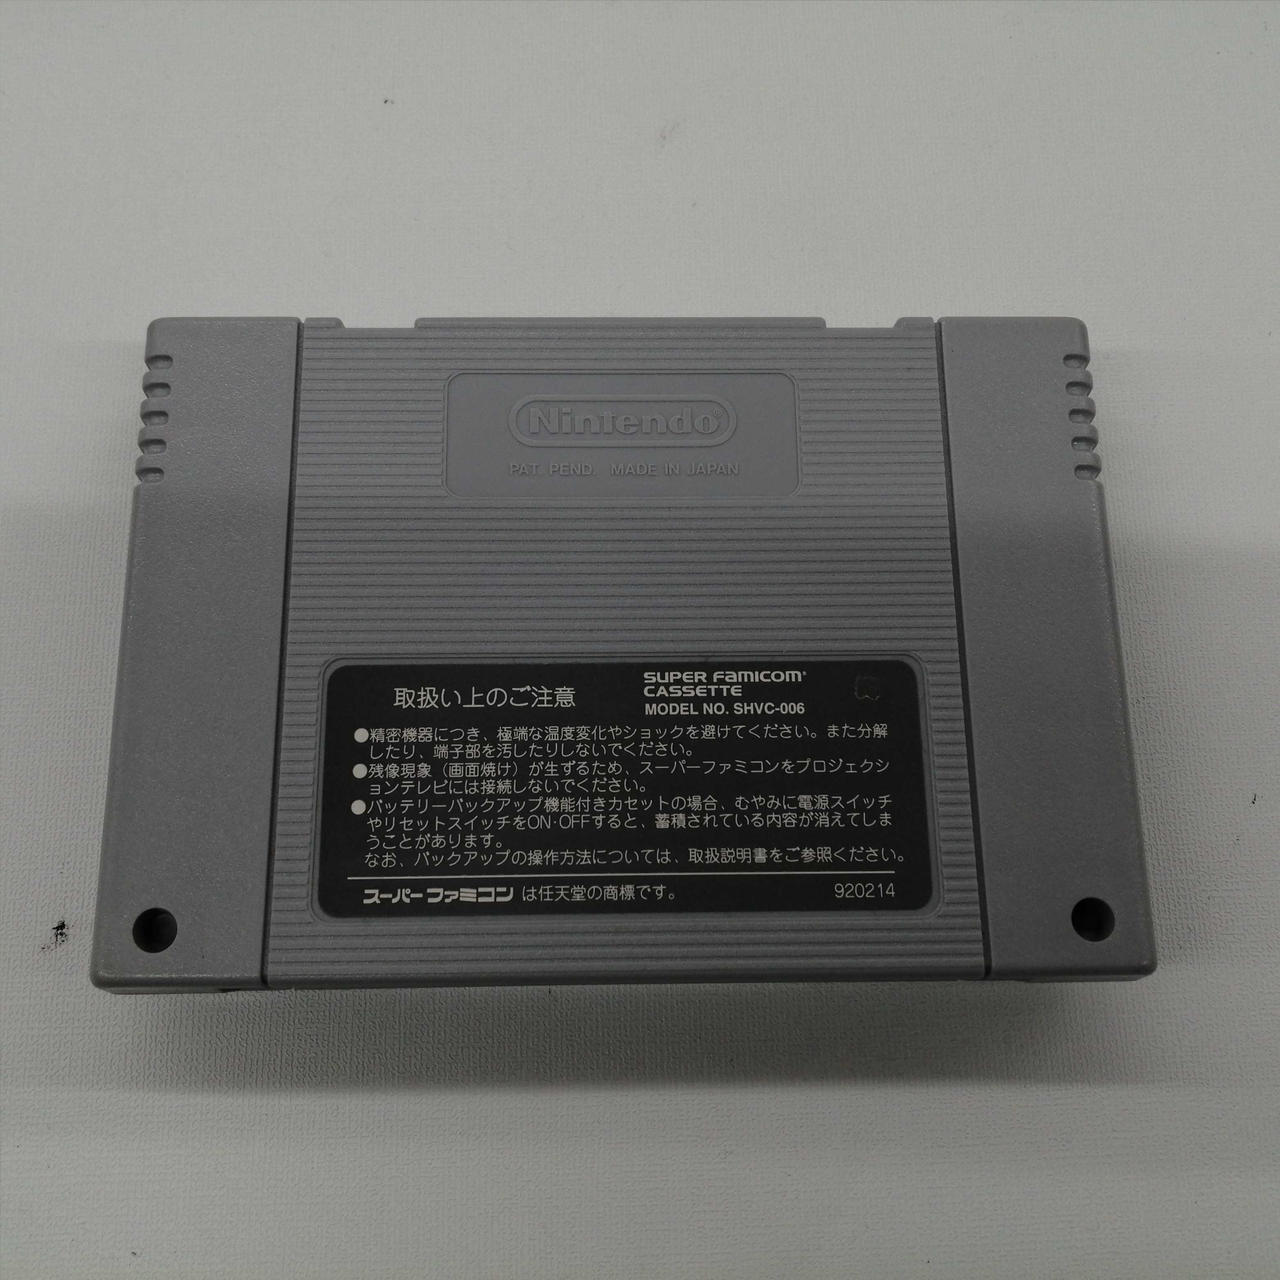 Nintendo®
PAT. PEND. MADE IN JAPAN
取扱い上のご注意
SUPER FAMICOM®
CASSETTE
MODEL NO. SHVC-006
●精密機器につき、極端な温度変化やショックを避けてください。また分解
したり、端子部を汚したりしないでください。
●残像現象（画面焼け）が生ずるため、スーパーファミコンをプロジェクシ
ョンテレビには接続しないでください。
●バッテリーバックアップ機能付きカセットの場合、むやみに電源スイッチ
やリセットスイッチをON・OFFすると、蓄積されている内容が消えてしま
うことがあります。
なお、バックアップの操作方法については、取扱説明書をご参照ください。
スーパーファミコン は任天堂の商標です。
920214